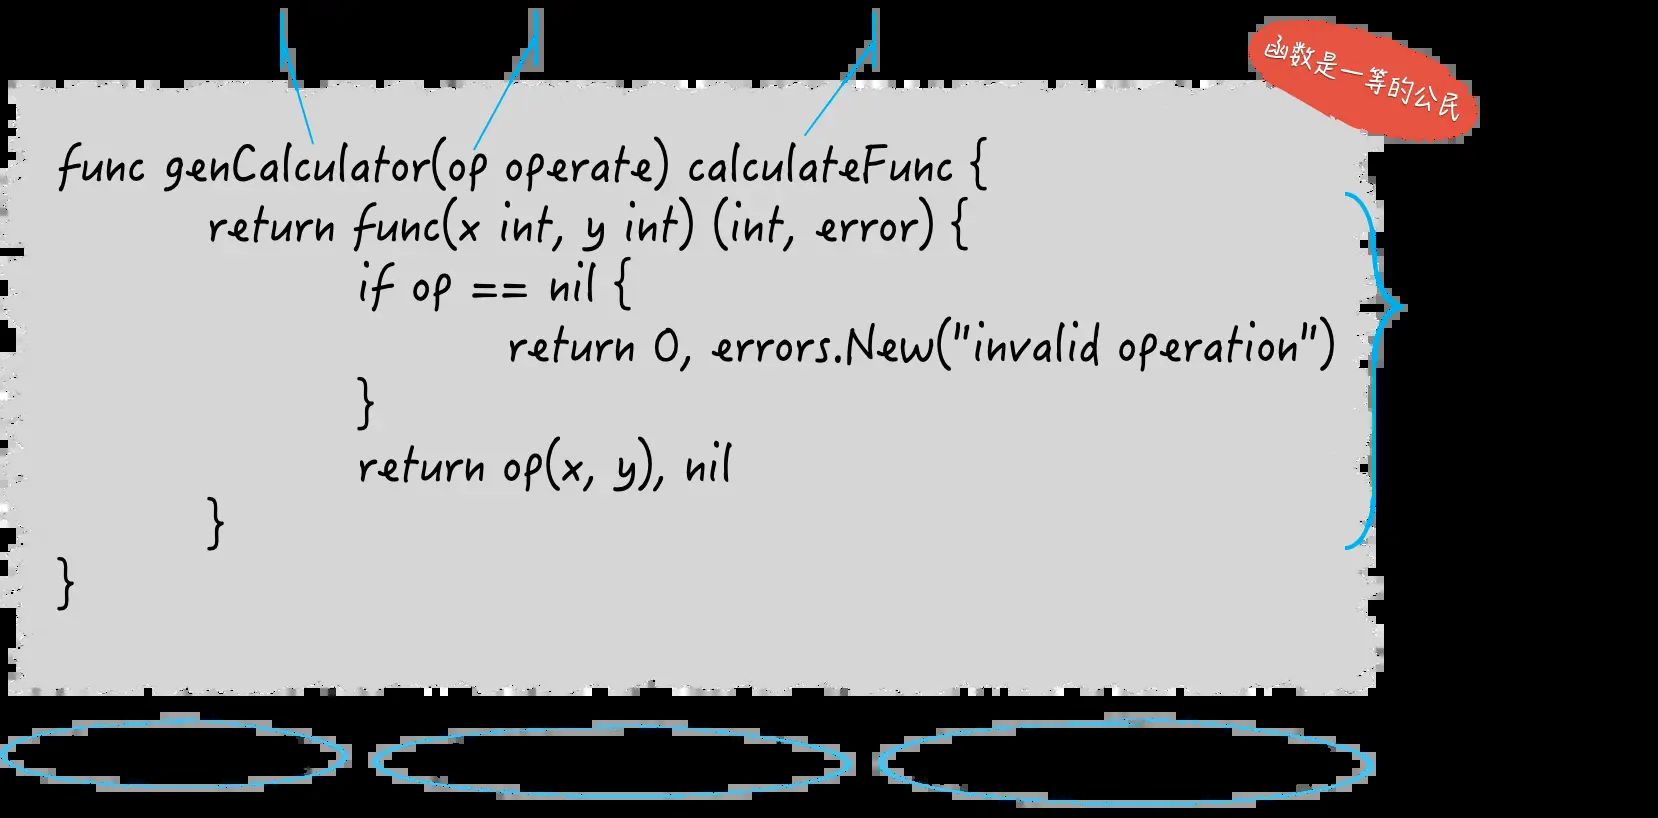 函数是一等的公民
func genCalculator(op operate) calculateFunc {
return func(x int, y int) (int, error) {
if op == nil {
return 0, errors.New("invalid operation")
}
return op(x, y), nil
}
}